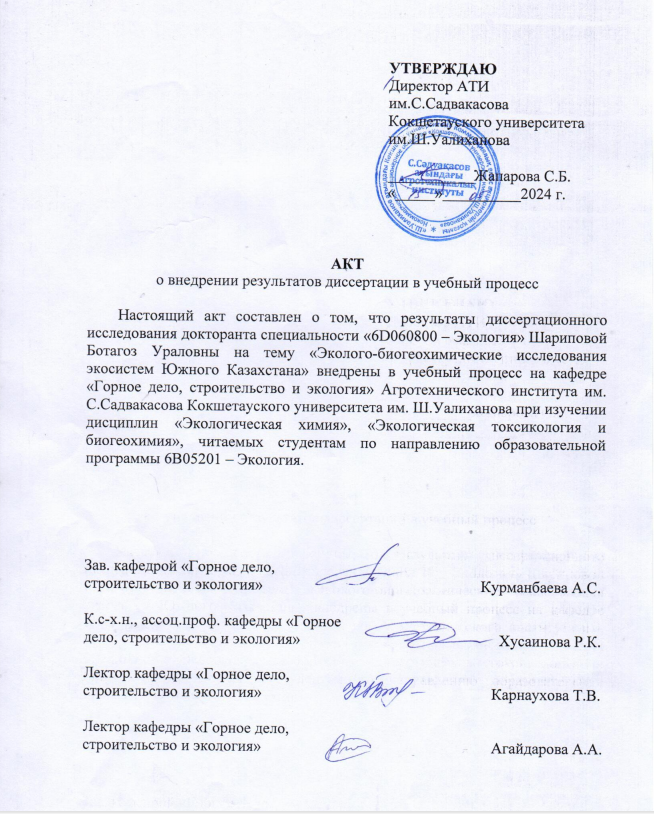 УТВЕРЖДАЮ
Директор АТИ
им.С.Садвакасова
Кокшетауского университета
им.Ш.Уалиханова
Жапарова С.Б.
«____» __________2024 г.
С.Садуақасов
атындағы
Агротехникалық
институты
АКТ
о внедрении результатов диссертации в учебный процесс
Настоящий акт составлен о том, что результаты диссертационного
исследования докторанта специальности «6D060800 – Экология» Шариповой
Ботагоз Ураловны на тему «Эколого-биогеохимические исследования
экосистем Южного Казахстана» внедрены в учебный процесс на кафедре
«Горное дело, строительство и экология» Агротехнического института им.
С.Садвакасова Кокшетауского университета им. Ш.Уалиханова при изучении
дисциплин «Экологическая химия», «Экологическая токсикология и
биогеохимия», читаемых студентам по направлению образовательной
программы 6В05201 – Экология.
Зав. кафедрой «Горное дело,
строительство и экология» Курманбаева А.С.
К.с-х.н., ассоц.проф. кафедры «Горное
дело, строительство и экология» Хусаинова Р.К.
Лектор кафедры «Горное дело,
строительство и экология» Карнаухова Т.В.
Лектор кафедры «Горное дело,
строительство и экология» Агайдарова А.А.